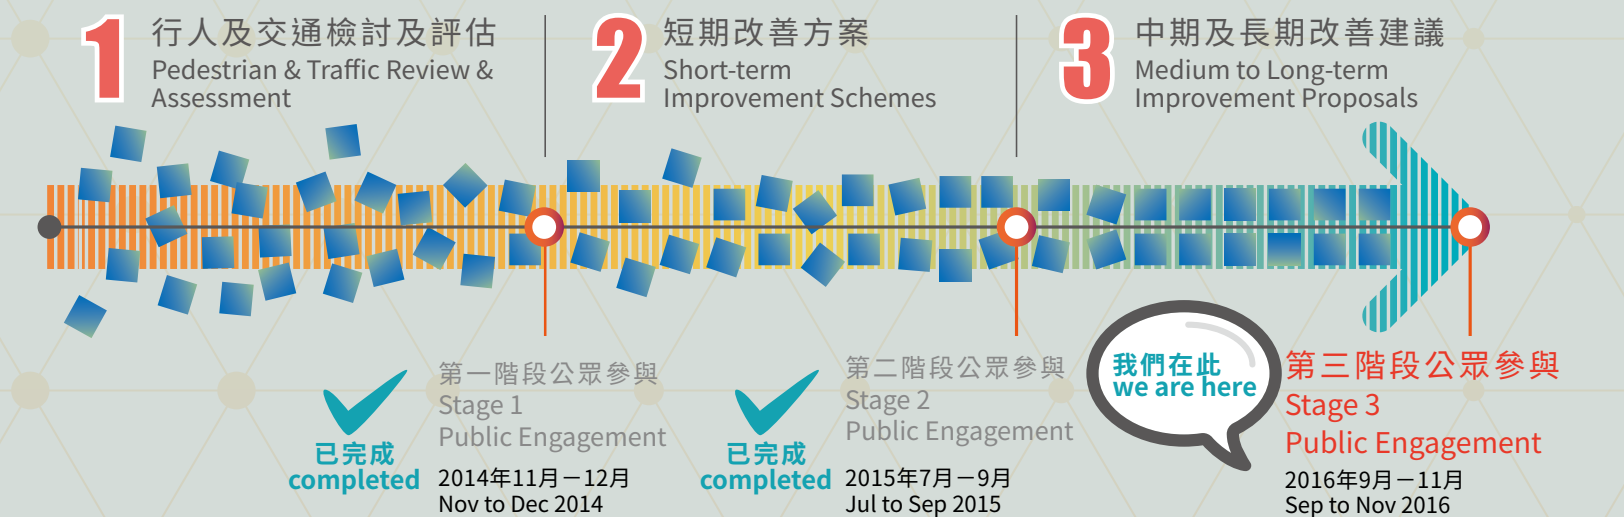 1
行人及交通檢討及評估
Pedestrian & Traffic Review &
Assessment
2
短期改善方案
Short-term
Improvement Schemes
3
中期及長期改善建議
Medium to Long-term
Improvement Proposals
已完成
completed
第一階段公眾參與
Stage 1
Public Engagement
2014年11月－12月
Nov to Dec 2014
已完成
completed
第二階段公眾參與
Stage 2
Public Engagement
2015年7月－9月
Jul to Sep 2015
我們在此
we are here
第三階段公眾參與
Stage 3
Public Engagement
2016年9月－11月
Sep to Nov 2016